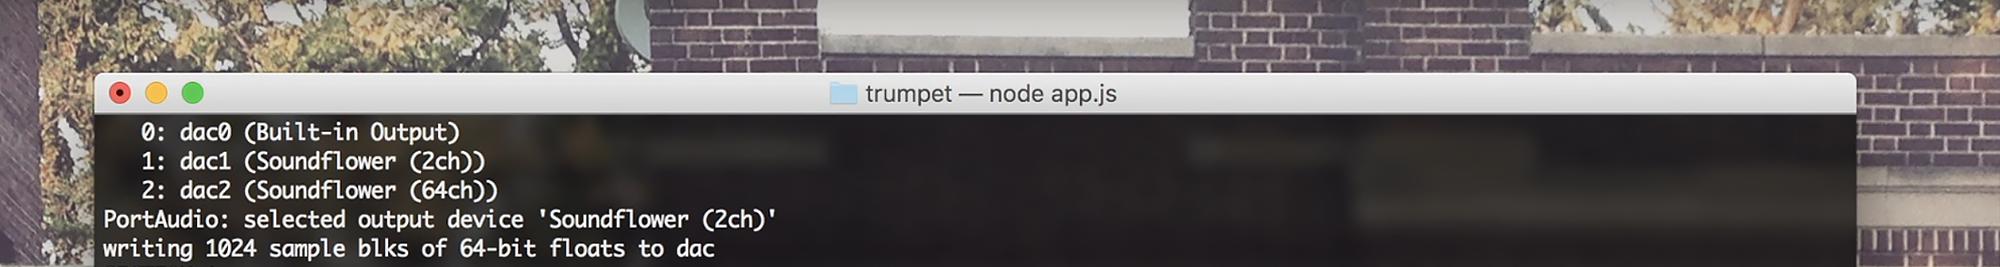 trumpet — node app.js
0: dac0 (Built-in Output)
1: dac1 (Soundflower (2ch))
2: dac2 (Soundflower (64ch))
PortAudio: selected output device 'Soundflower (2ch)'
writing 1024 sample blks of 64-bit floats to dac